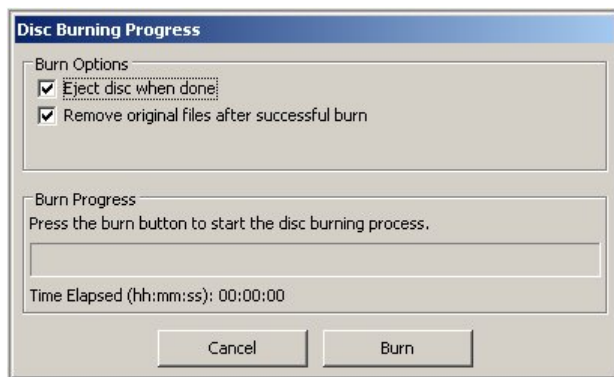 Disc Burning Progress
Burn Options
Eject disc when done
Remove original files after successful burn
Burn Progress
Press the burn button to start the disc burning process.
Time Elapsed (hh:mm:ss): 00:00:00
Cancel Burn